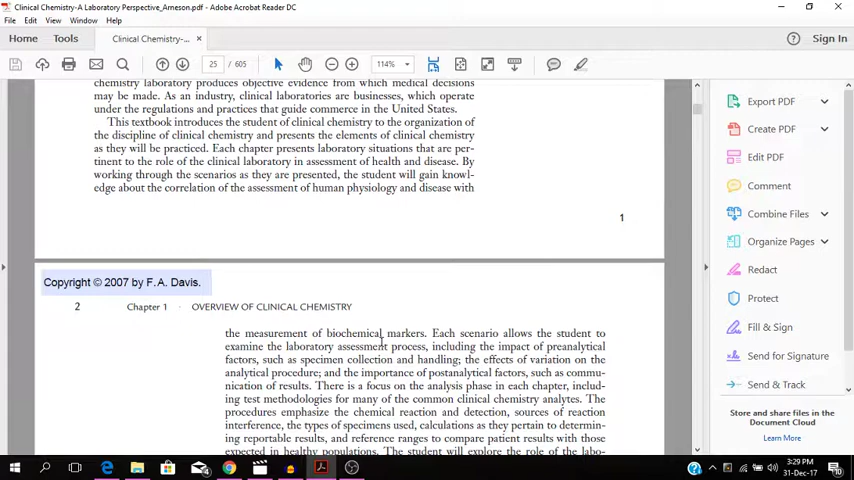 Clinical Chemistry-A Laboratory Perspective_Arneson.pdf - Adobe Acrobat Reader DC
File Edit View Window Help
Home Tools Clinical Chemistry-... × Sign In
25 / 605 114%
chemistry laboratory produces objective evidence from which medical decisions
may be made. As an industry, clinical laboratories are businesses, which operate
under the regulations and practices that guide commerce in the United States.
This textbook introduces the student of clinical chemistry to the organization of
the discipline of clinical chemistry and presents the elements of clinical chemistry
as they will be practiced. Each chapter presents laboratory situations that are per-
tinent to the role of the clinical laboratory in assessment of health and disease. By
working through the scenarios as they are presented, the student will gain knowl-
edge about the correlation of the assessment of human physiology and disease with
1
Copyright © 2007 by F.A. Davis.
2 Chapter 1 · OVERVIEW OF CLINICAL CHEMISTRY
the measurement of biochemical markers. Each scenario allows the student to
examine the laboratory assessment process, including the impact of preanalytical
factors, such as specimen collection and handling; the effects of variation on the
analytical procedure; and the importance of postanalytical factors, such as commu-
nication of results. There is a focus on the analysis phase in each chapter, includ-
ing test methodologies for many of the common clinical chemistry analytes. The
procedures emphasize the chemical reaction and detection, sources of reaction
interference, the types of specimens used, calculations as they pertain to determin-
ing reportable results, and reference ranges to compare patient results with those
expected in healthy populations. The student will explore the role of the labo-
Export PDF
Create PDF
Edit PDF
Comment
Combine Files
Organize Pages
Redact
Protect
Fill & Sign
Send for Signature
Send & Track
Store and share files in the
Document Cloud
Learn More
3:29 PM
31-Dec-17